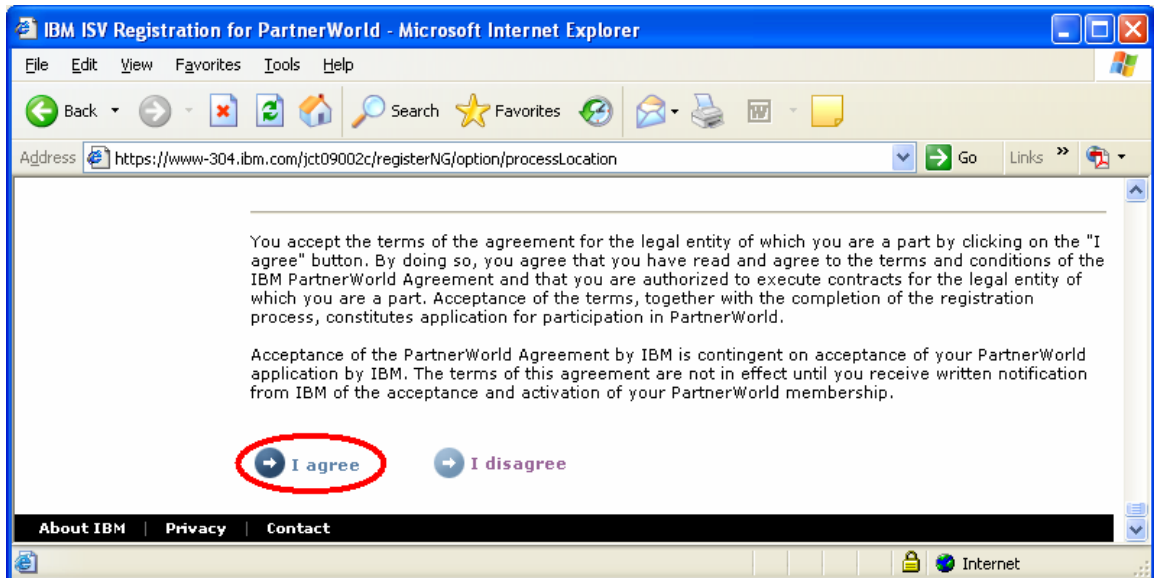 IBM ISV Registration for PartnerWorld - Microsoft Internet Explorer
File Edit View Favorites Tools Help
Back Search Favorites
Address https://www-304.ibm.com/jct09002c/registerNG/option/processLocation Go Links »
You accept the terms of the agreement for the legal entity of which you are a part by clicking on the "I
agree" button. By doing so, you agree that you have read and agree to the terms and conditions of the
IBM PartnerWorld Agreement and that you are authorized to execute contracts for the legal entity of
which you are a part. Acceptance of the terms, together with the completion of the registration
process, constitutes application for participation in PartnerWorld.
Acceptance of the PartnerWorld Agreement by IBM is contingent on acceptance of your PartnerWorld
application by IBM. The terms of this agreement are not in effect until you receive written notification
from IBM of the acceptance and activation of your PartnerWorld membership.
I agree I disagree
About IBM | Privacy | Contact
Internet